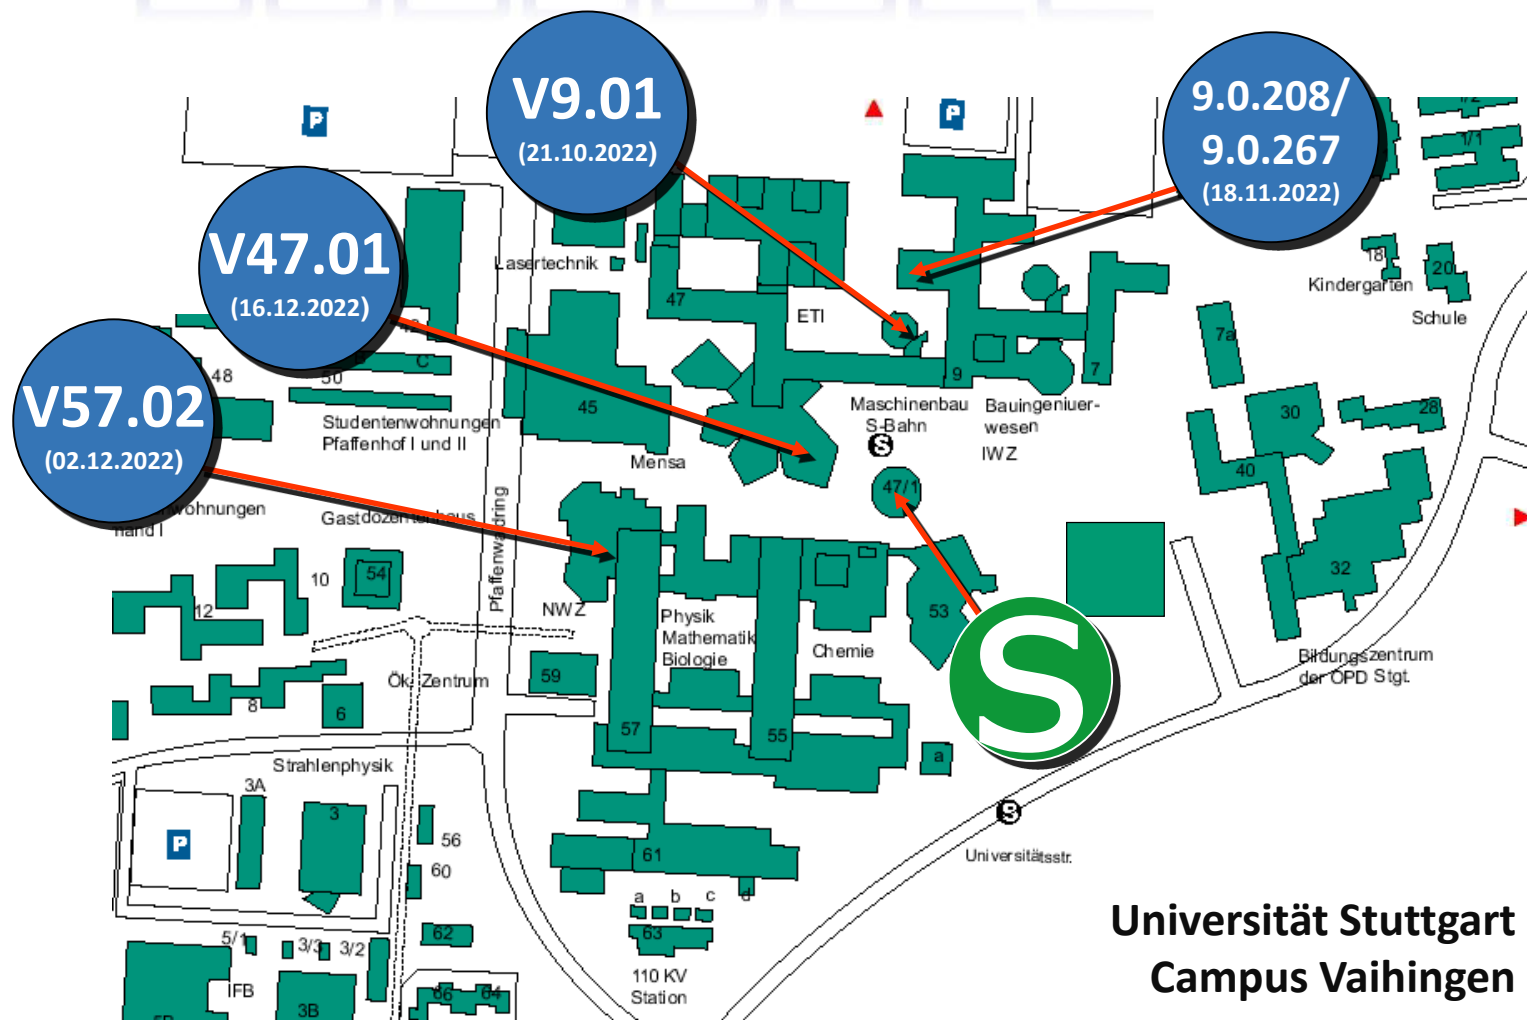 V9.01
(21.10.2022)
9.0.208/
9.0.267
(18.11.2022)
V47.01
(16.12.2022)
V57.02
(02.12.2022)
P
P
1/1
18
Kindergarten
20
Schule
Lasertechnik
47
ETI
7a
9
7
C
48
50
45
Studentenwohnungen
Pfaffenhof I und II
Mensa
Maschinenbau
S-Bahn
S
Bauingenieur-
wesen
IWZ
30
28
40
47/1
32
Gastdozentenhaus
Pfaffenwaldring
10
54
12
NWZ
Physik
Mathematik
Biologie
Chemie
53
S
Bildungszentrum
der OPD Stgt.
Ök. Zentrum
59
8
6
57
55
a
Strahlenphysik
3A
3
P
56
60
61
S
Universitätsstr.
a b c d
63
110 KV
Station
5/1
3/3
3/2
62
IFB
3B
66
64
Universität Stuttgart
Campus Vaihingen